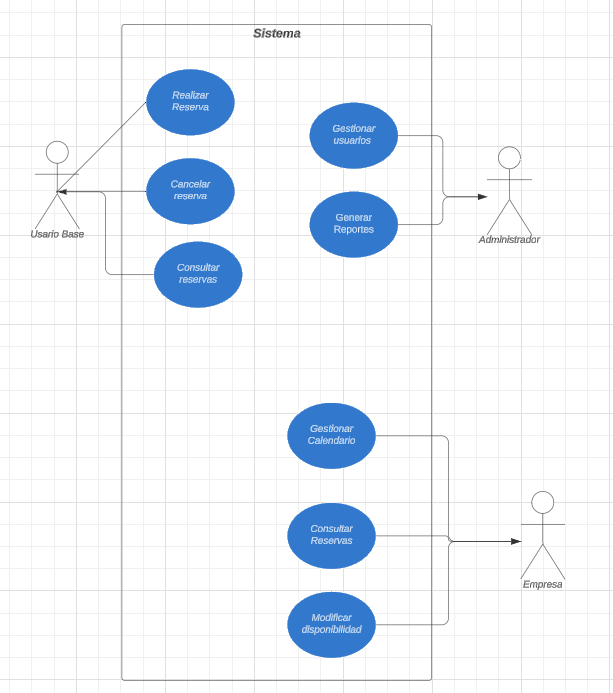 Sistema
Realizar
Reserva
Cancelar
reserva
Consultar
reservas
Usario Base
Gestionar
usuarios
Generar
Reportes
Administrador
Gestionar
Calendario
Consultar
Reservas
Modificar
disponibilidad
Empresa